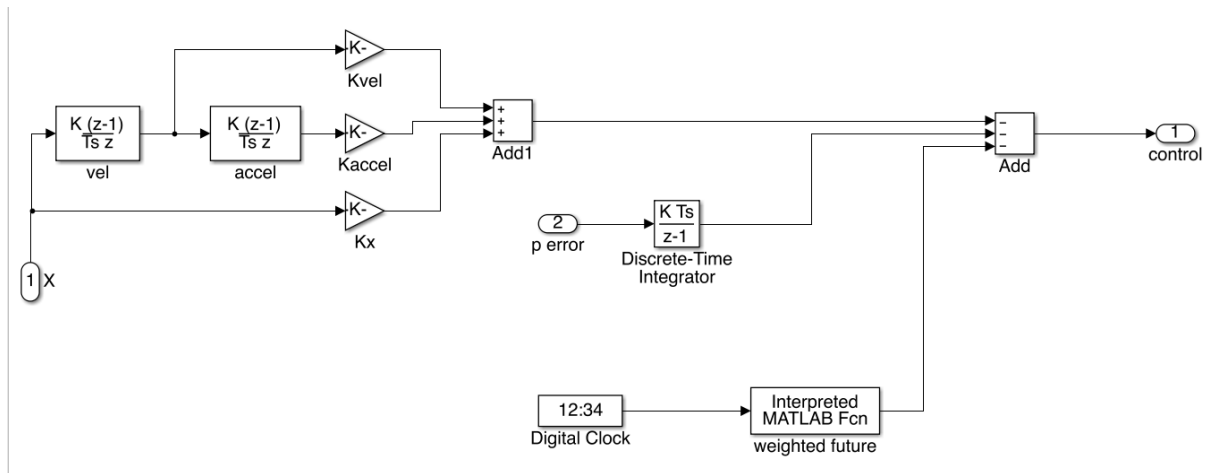 K-
Kvel
K (z-1)
Ts z
vel
K (z-1)
Ts z
accel
K-
Kaccel
+
+
+
Add1
K-
Kx
1
X
2
p error
K Ts
z-1
Discrete-Time
Integrator
−
−
−
Add
1
control
12:34
Digital Clock
Interpreted
MATLAB Fcn
weighted future